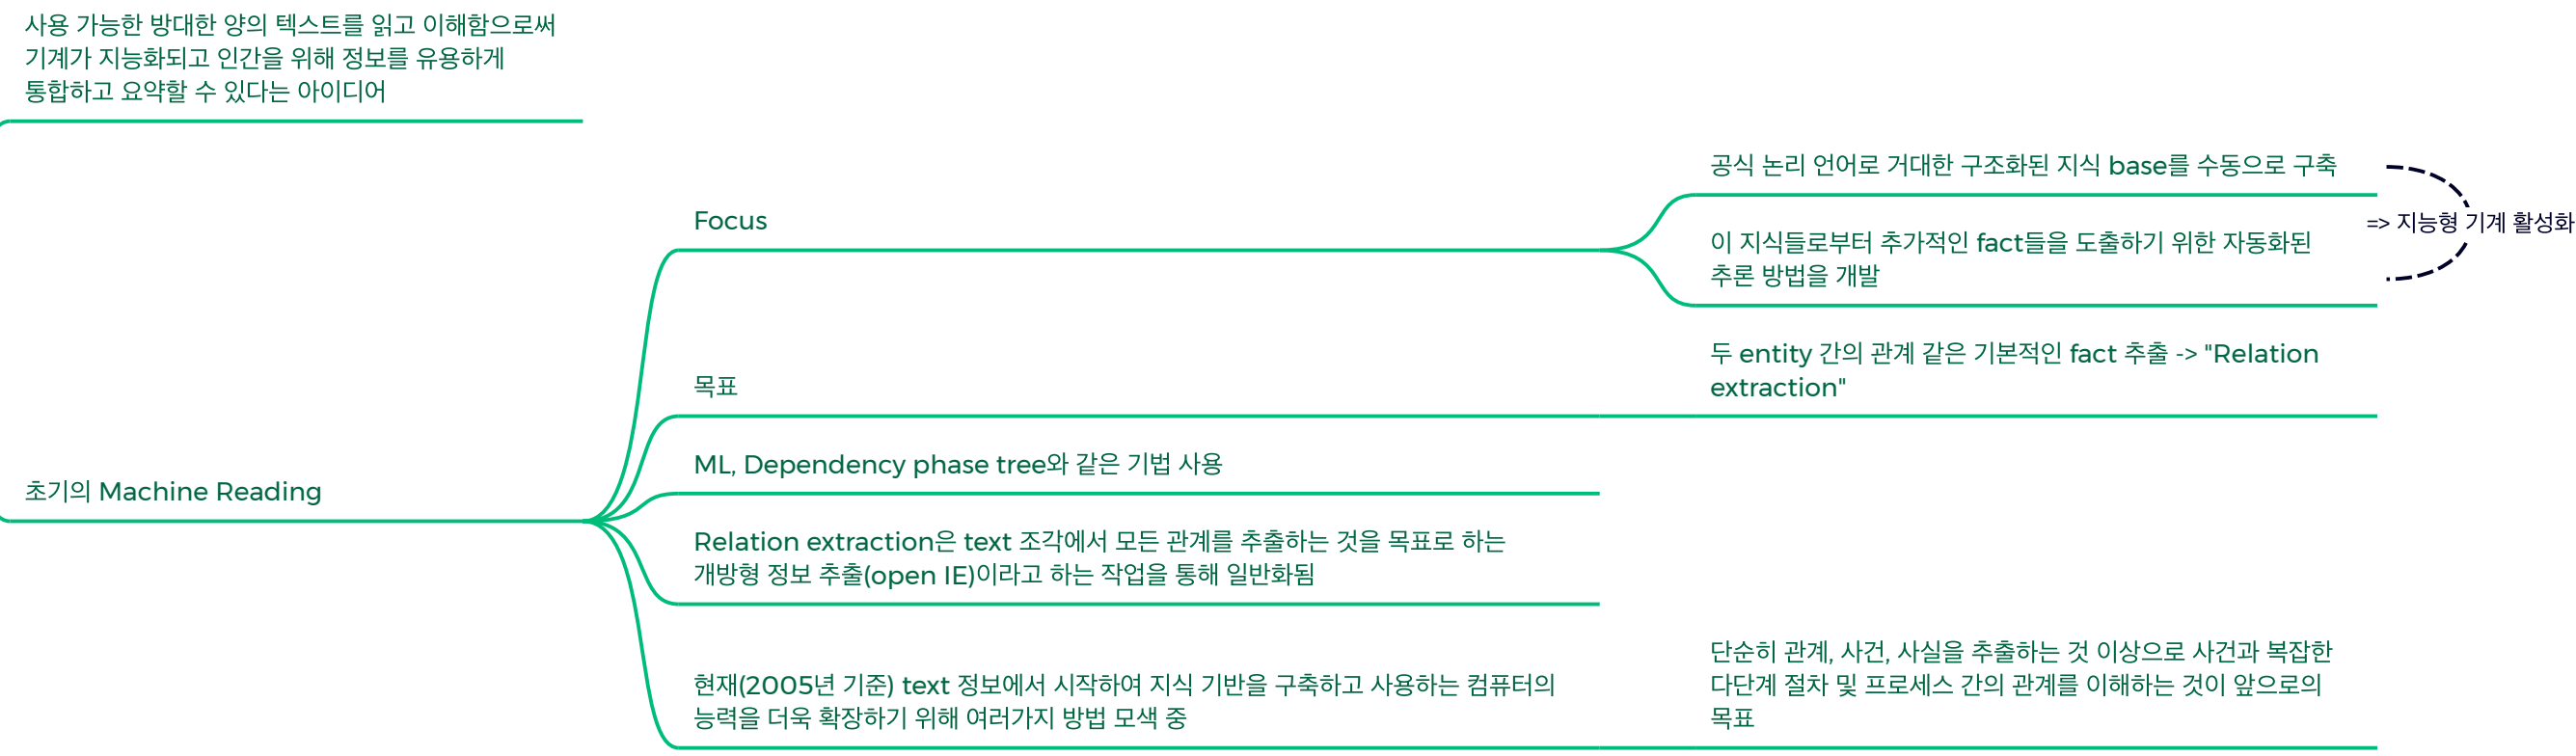 사용 가능한 방대한 양의 텍스트를 읽고 이해함으로써
기계가 지능화되고 인간을 위해 정보를 유용하게
통합하고 요약할 수 있다는 아이디어
초기의 Machine Reading
Focus
공식 논리 언어로 거대한 구조화된 지식 base를 수동으로 구축
이 지식들로부터 추가적인 fact들을 도출하기 위한 자동화된
추론 방법을 개발
=> 지능형 기계 활성화
목표
두 entity 간의 관계 같은 기본적인 fact 추출 -> "Relation
extraction"
ML, Dependency phase tree와 같은 기법 사용
Relation extraction은 text 조각에서 모든 관계를 추출하는 것을 목표로 하는
개방형 정보 추출(open IE)이라고 하는 작업을 통해 일반화됨
현재(2005년 기준) text 정보에서 시작하여 지식 기반을 구축하고 사용하는 컴퓨터의
능력을 더욱 확장하기 위해 여러가지 방법 모색 중
단순히 관계, 사건, 사실을 추출하는 것 이상으로 사건과 복잡한
다단계 절차 및 프로세스 간의 관계를 이해하는 것이 앞으로의
목표